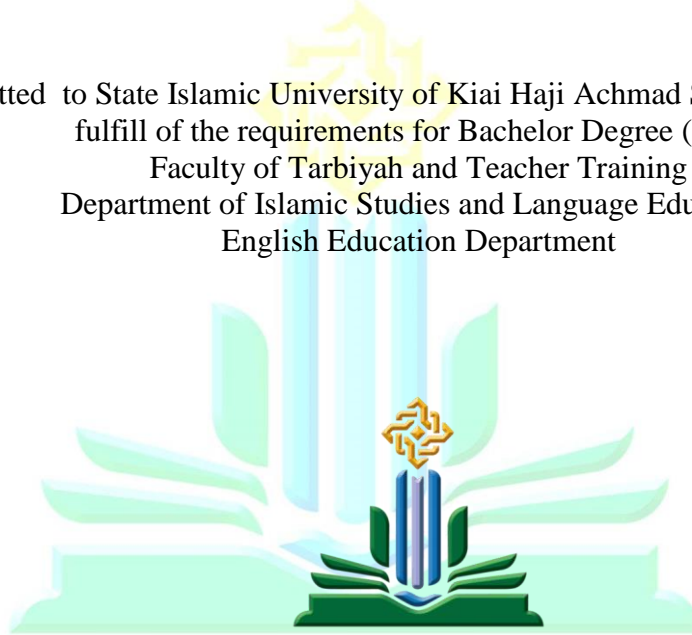 tted to State Islamic University of Kiai Haji Achmad S
fulfill of the requirements for Bachelor Degree (
Faculty of Tarbiyah and Teacher Training
Department of Islamic Studies and Language Edu
English Education Department